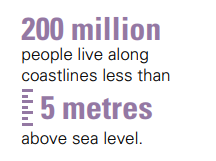 200 million
people live along
coastlines less than
5 metres
above sea level.